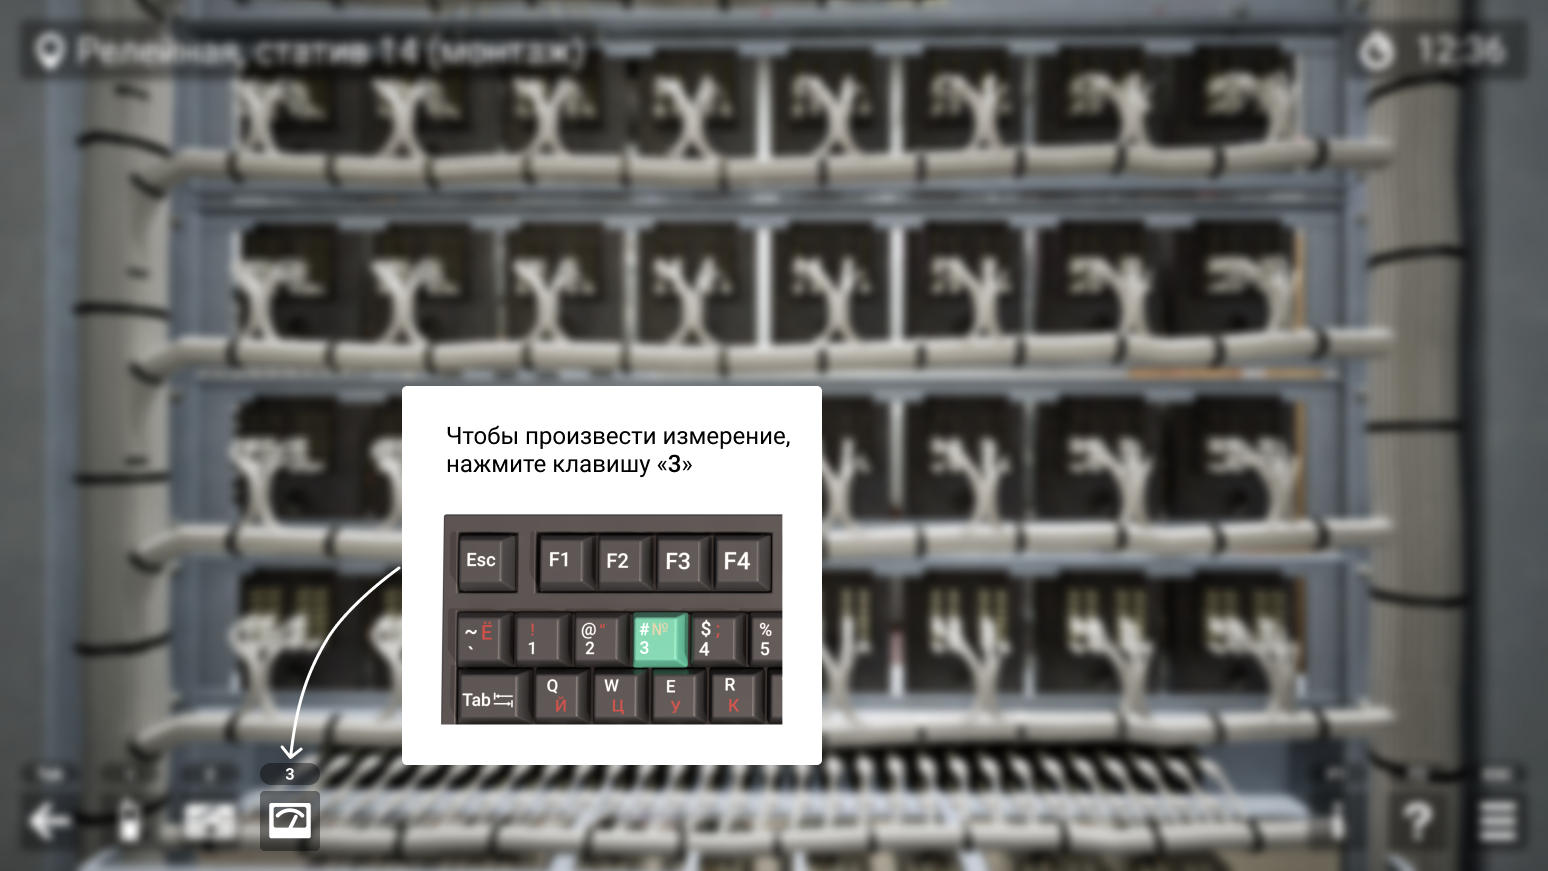 Релейная, статив 14 (монтаж)
12:36
Чтобы произвести измерение,
нажмите клавишу «3»
Esc F1 F2 F3 F4
~ Ё ! @ " # № $ ; %
` 1 2 3 4 5
Tab Q W E R
Й Ц У К
3
?